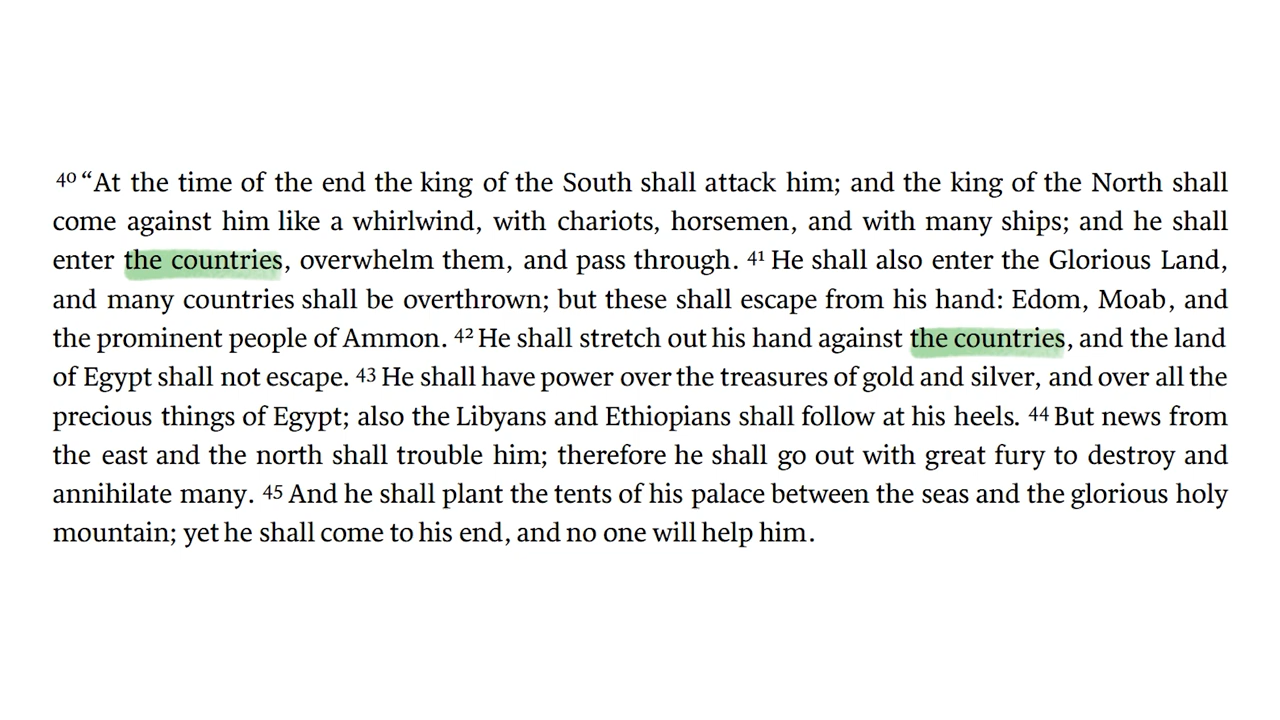 ⁴⁰ “At the time of the end the king of the South shall attack him; and the king of the North shall
come against him like a whirlwind, with chariots, horsemen, and with many ships; and he shall
enter the countries, overwhelm them, and pass through. ⁴¹ He shall also enter the Glorious Land,
and many countries shall be overthrown; but these shall escape from his hand: Edom, Moab, and
the prominent people of Ammon. ⁴² He shall stretch out his hand against the countries, and the land
of Egypt shall not escape. ⁴³ He shall have power over the treasures of gold and silver, and over all the
precious things of Egypt; also the Libyans and Ethiopians shall follow at his heels. ⁴⁴ But news from
the east and the north shall trouble him; therefore he shall go out with great fury to destroy and
annihilate many. ⁴⁵ And he shall plant the tents of his palace between the seas and the glorious holy
mountain; yet he shall come to his end, and no one will help him.